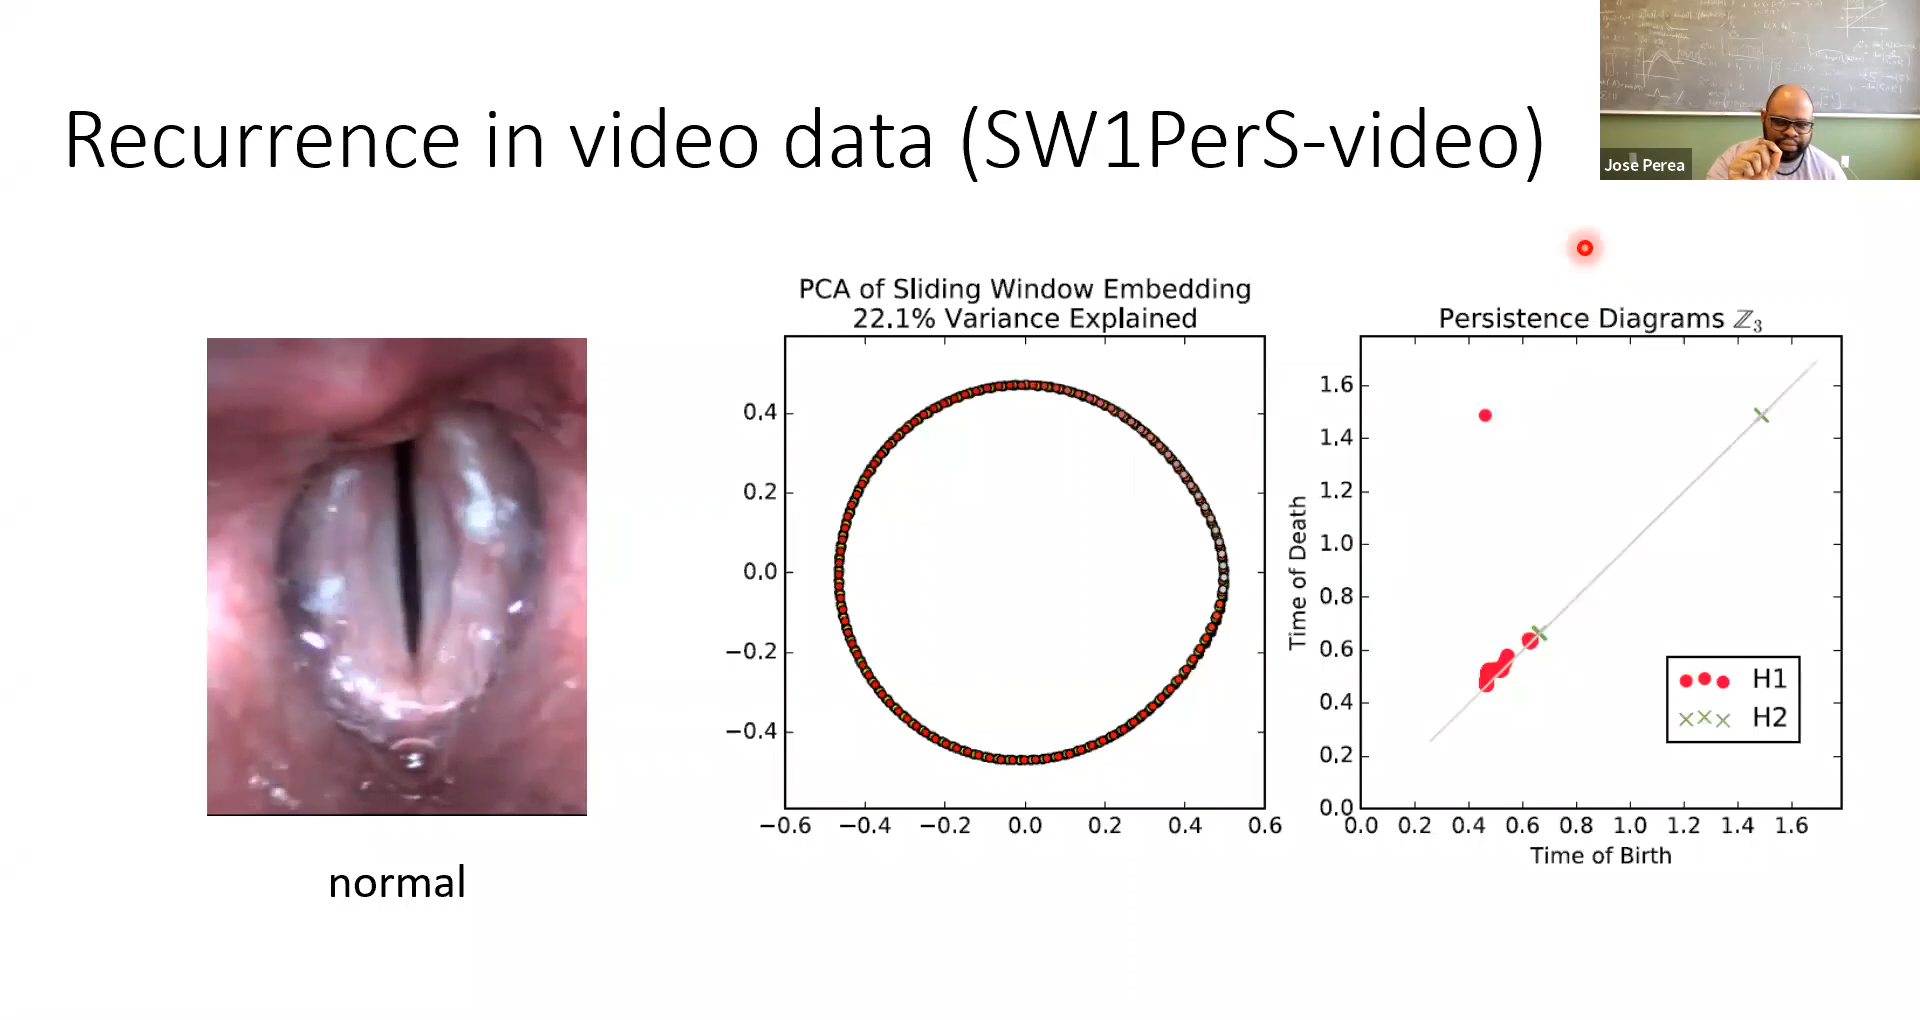 Recurrence in video data (SW1PerS-video)
Jose Perea
PCA of Sliding Window Embedding
22.1% Variance Explained
0.4
0.2
0.0
−0.2
−0.4
−0.6 −0.4 −0.2 0.0 0.2 0.4 0.6
Persistence Diagrams ℤ₃
Time of Death
1.6
1.4
1.2
1.0
0.8
0.6
0.4
0.2
0.0
0.0 0.2 0.4 0.6 0.8 1.0 1.2 1.4 1.6
Time of Birth
H1
H2
normal